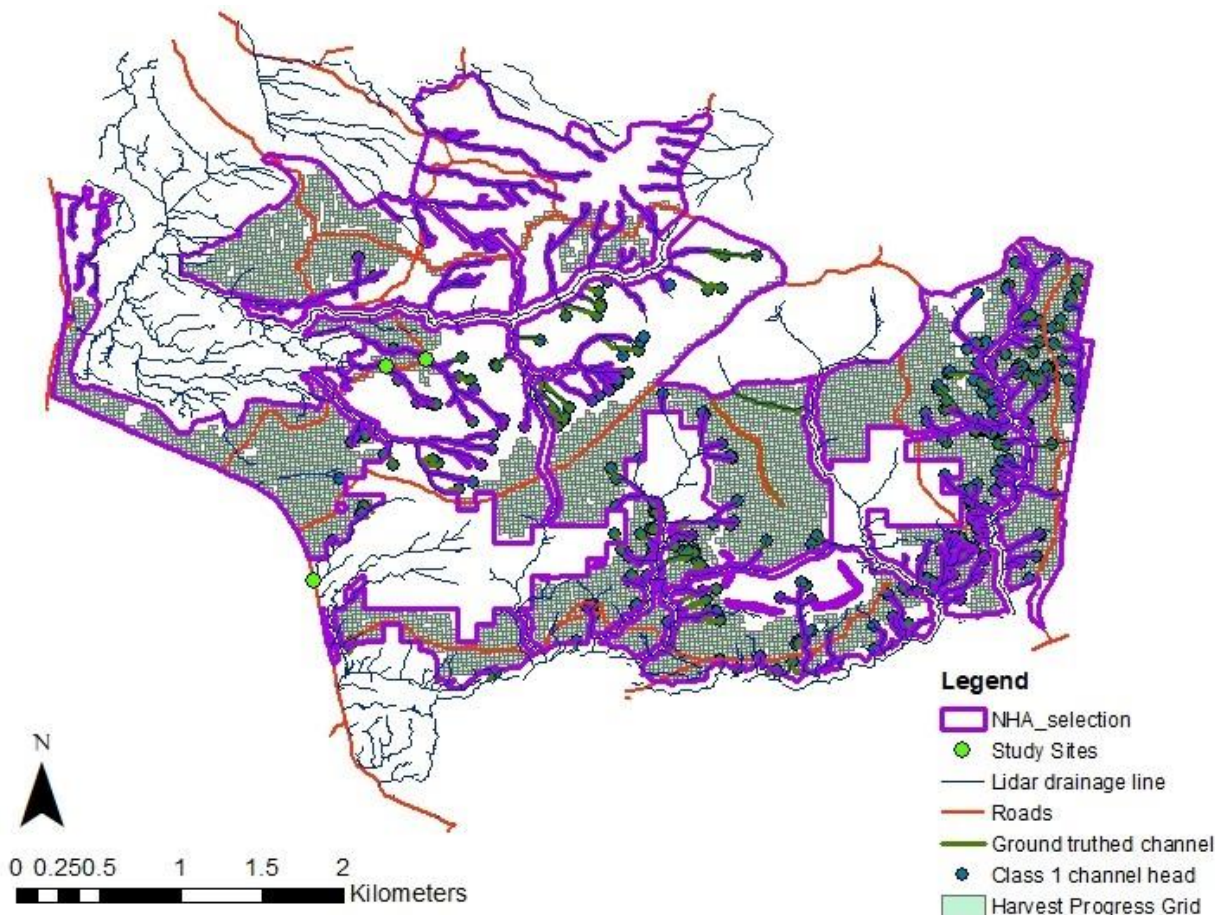 Legend
NHA_selection
Study Sites
Lidar drainage line
Roads
Ground truthed channel
Class 1 channel head
Harvest Progress Grid
N
0 0.250.5 1 1.5 2
Kilometers